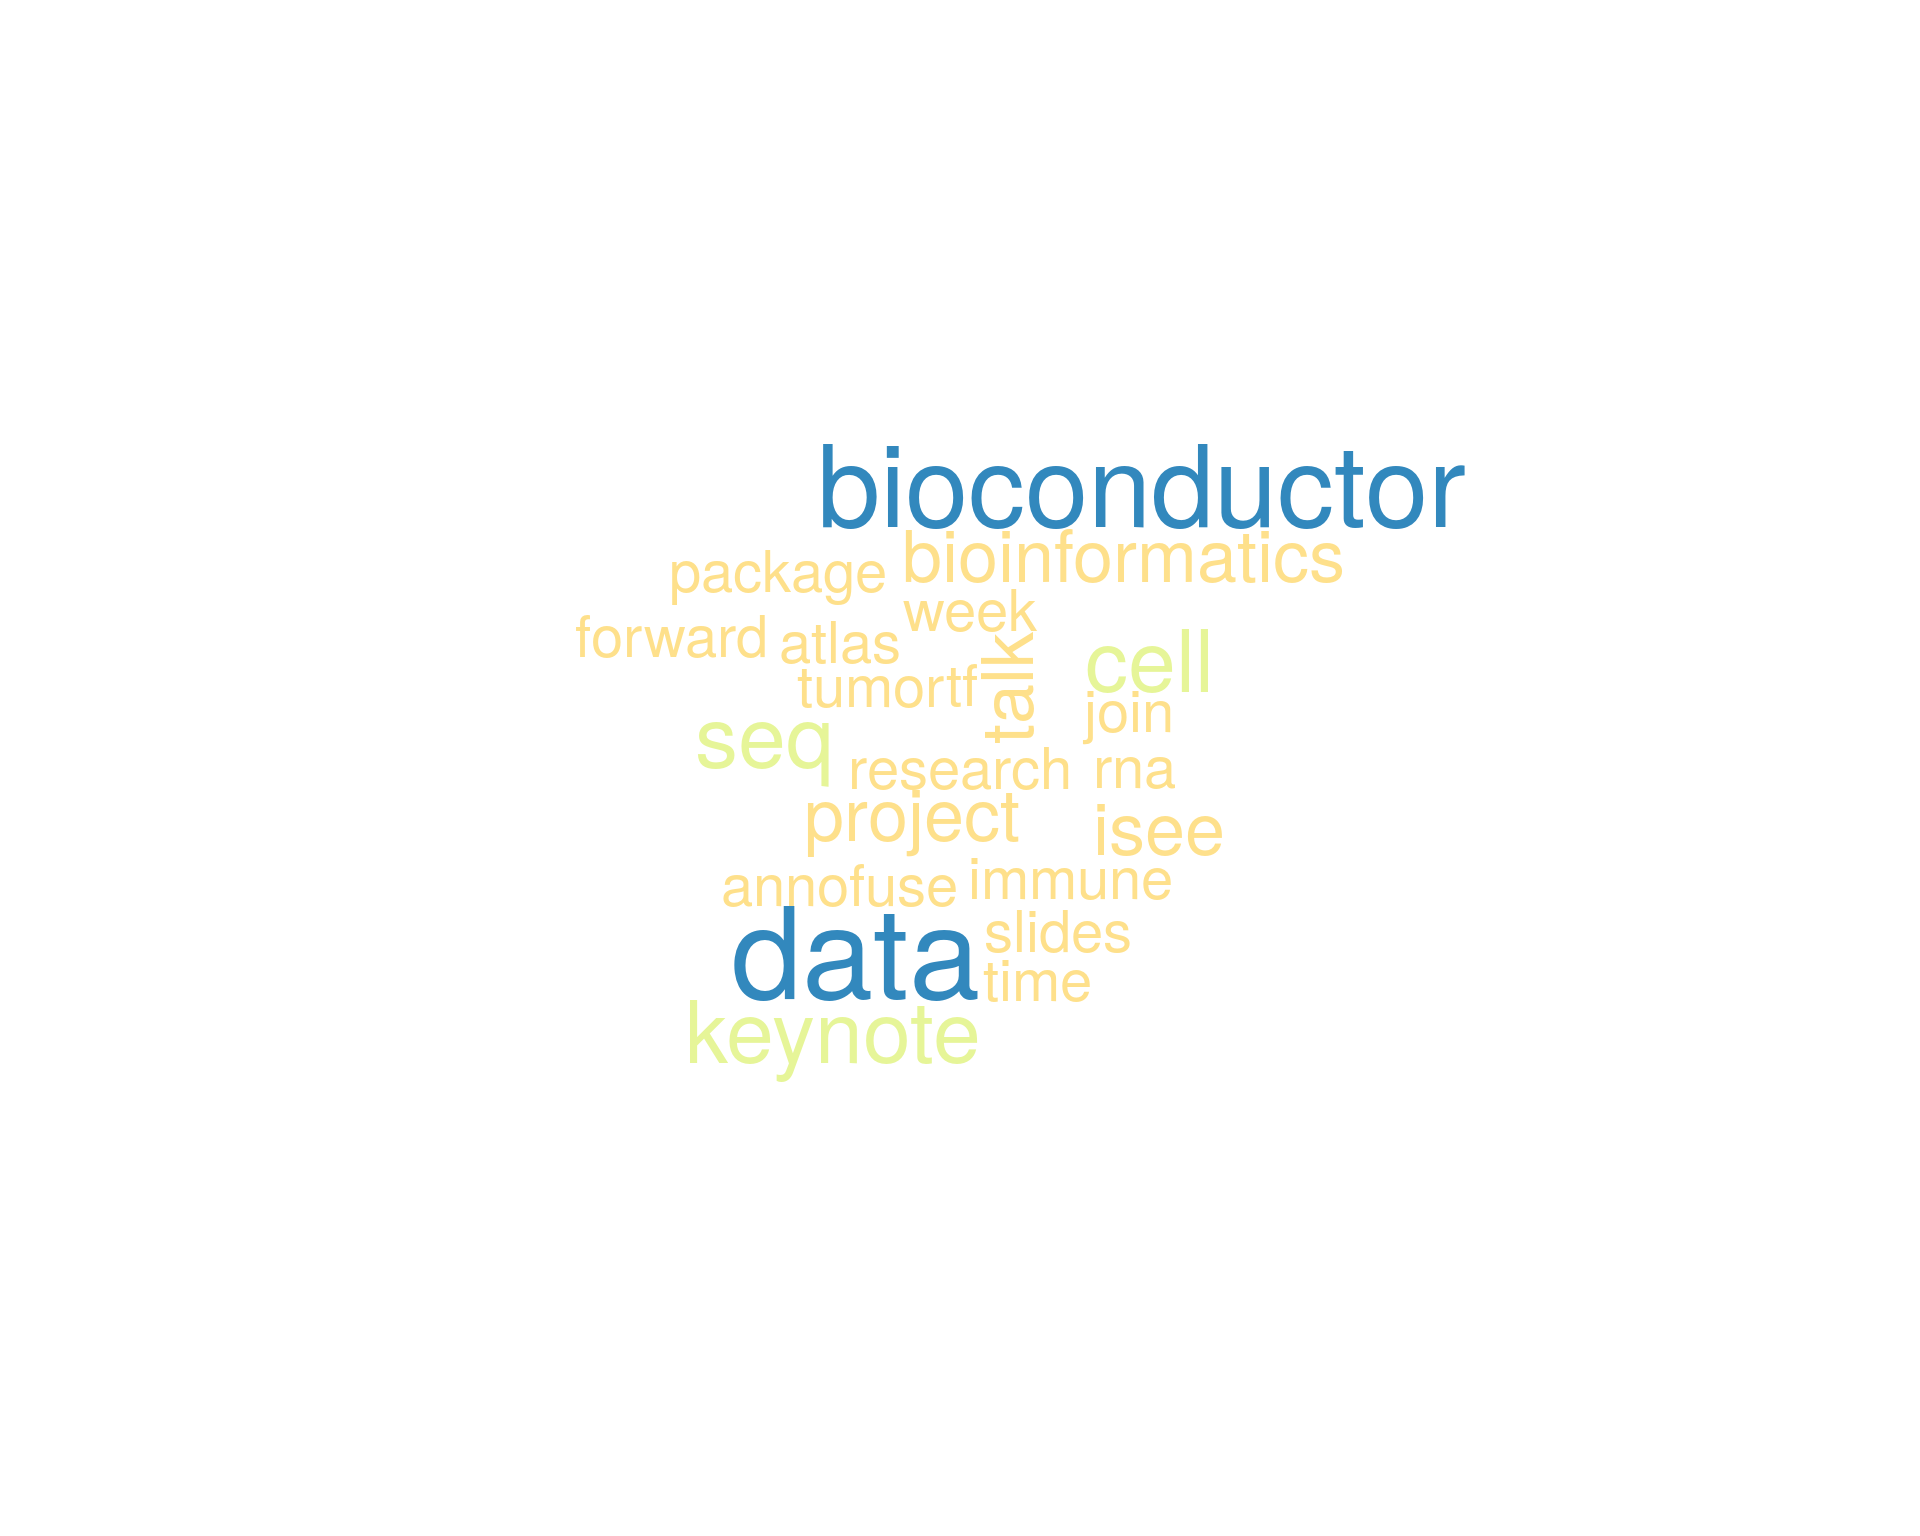 bioconductor
bioinformatics
package
week
forward
atlas
talk
cell
tumortf
join
seq
research
rna
project
isee
annofuse
immune
data
slides
time
keynote